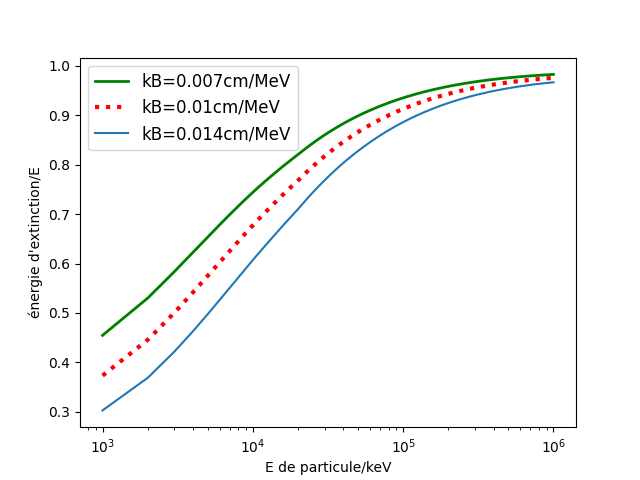 kB=0.007cm/MeV
kB=0.01cm/MeV
kB=0.014cm/MeV
énergie d'extinction/E
1.0
0.9
0.8
0.7
0.6
0.5
0.4
0.3
10³ 10⁴ 10⁵ 10⁶
E de particule/keV